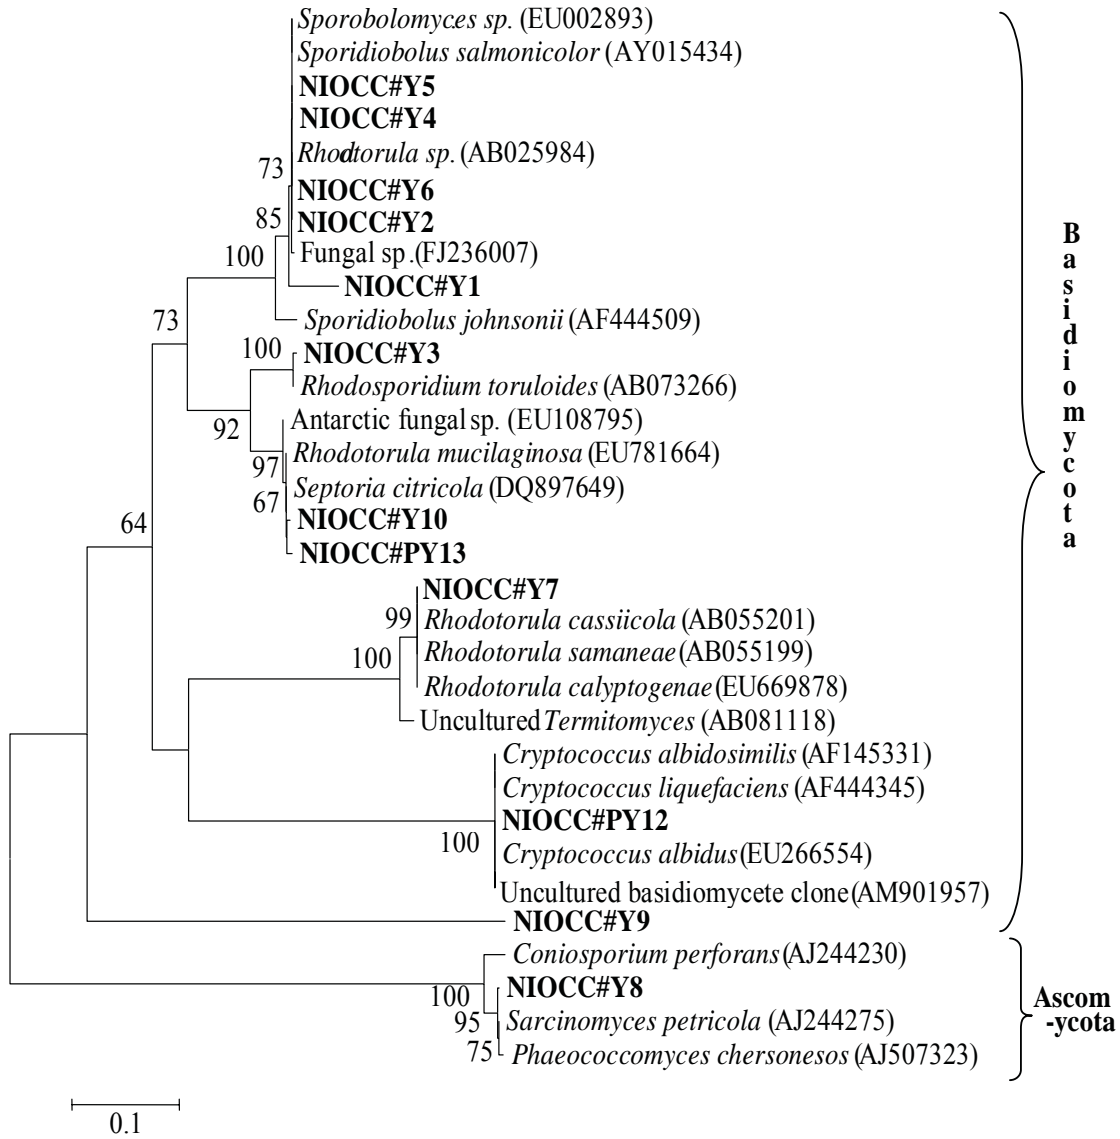 Sporobolomyces sp. (EU002893)
Sporidiobolus salmonicolor (AY015434)
NIOCC#Y5
NIOCC#Y4
Rhodotorula sp. (AB025984)
73
NIOCC#Y6
85
NIOCC#Y2
100
Fungal sp.(FJ236007)
NIOCC#Y1
73
Sporidiobolus johnsonii (AF444509)
100
NIOCC#Y3
Rhodosporidium toruloides (AB073266)
92
Antarctic fungal sp. (EU108795)
97
Rhodotorula mucilaginosa (EU781664)
67
Septoria citricola (DQ897649)
64
NIOCC#Y10
NIOCC#PY13
NIOCC#Y7
99
Rhodotorula cassiicola (AB055201)
100
Rhodotorula samaneae (AB055199)
Rhodotorula calyptogenae (EU669878)
Uncultured Termitomyces (AB081118)
Cryptococcus albidosimilis (AF145331)
Cryptococcus liquefaciens (AF444345)
NIOCC#PY12
100
Cryptococcus albidus (EU266554)
Uncultured basidiomycete clone (AM901957)
NIOCC#Y9
Basidiomycota
Coniosporium perforans (AJ244230)
100
NIOCC#Y8
95
Sarcinomyces petricola (AJ244275)
75
Phaeococcomyces chersonesos (AJ507323)
Ascom
-ycota
0.1